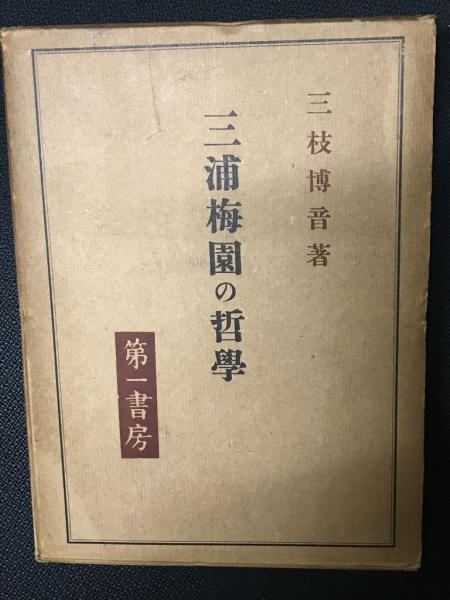 三枝博音著
三浦梅園の哲學
第一書房